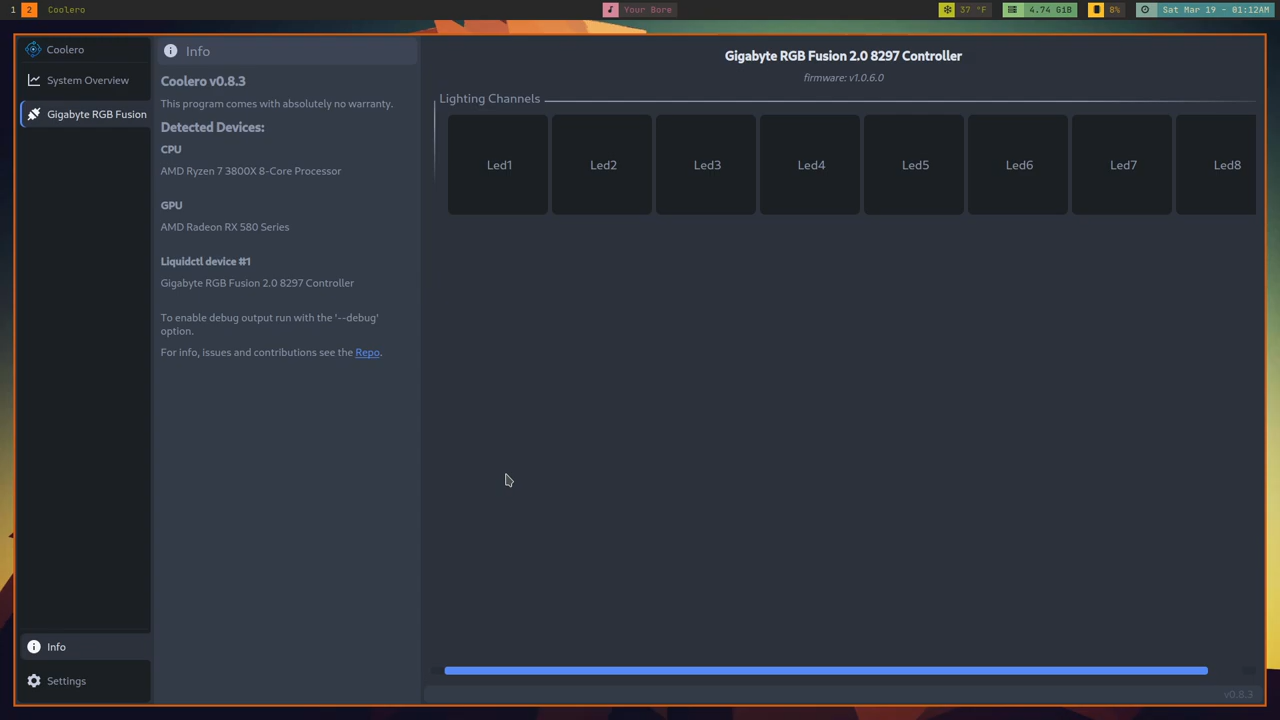 1 2 Coolero
Your Bore
37 °F
4.74 GiB
8%
Sat Mar 19 - 01:12AM
Coolero
System Overview
Gigabyte RGB Fusion
Info
Settings
Info
Coolero v0.8.3
This program comes with absolutely no warranty.
Detected Devices:
CPU
AMD Ryzen 7 3800X 8-Core Processor
GPU
AMD Radeon RX 580 Series
Liquidctl device #1
Gigabyte RGB Fusion 2.0 8297 Controller
To enable debug output run with the '--debug'
option.
For info, issues and contributions see the Repo.
Gigabyte RGB Fusion 2.0 8297 Controller
firmware: v1.0.6.0
Lighting Channels
Led1 Led2 Led3 Led4 Led5 Led6 Led7 Led8
v0.8.3